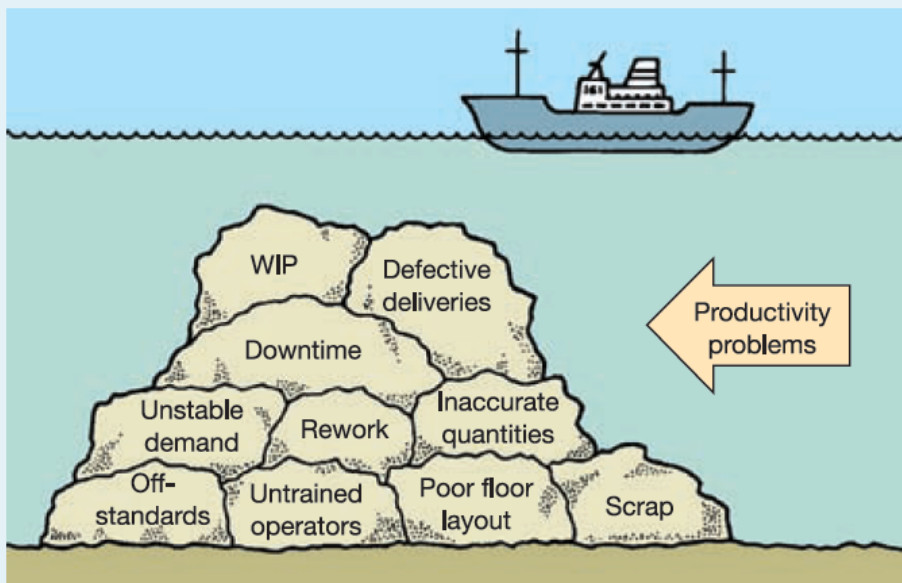 WIP
Defective
deliveries
Productivity
problems
Downtime
Unstable
demand
Rework
Inaccurate
quantities
Off-
standards
Untrained
operators
Poor floor
layout
Scrap